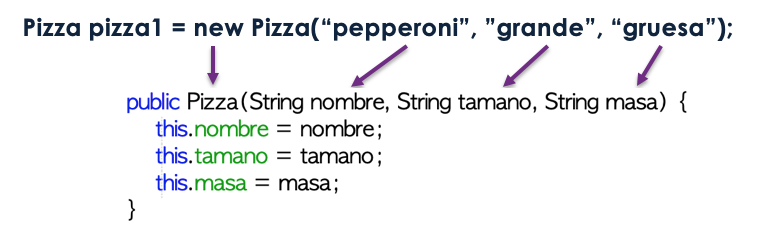 Pizza pizza1 = new Pizza(“pepperoni”, ”grande”, “gruesa”);
public Pizza(String nombre, String tamano, String masa) {
this.nombre = nombre;
this.tamano = tamano;
this.masa = masa;
}